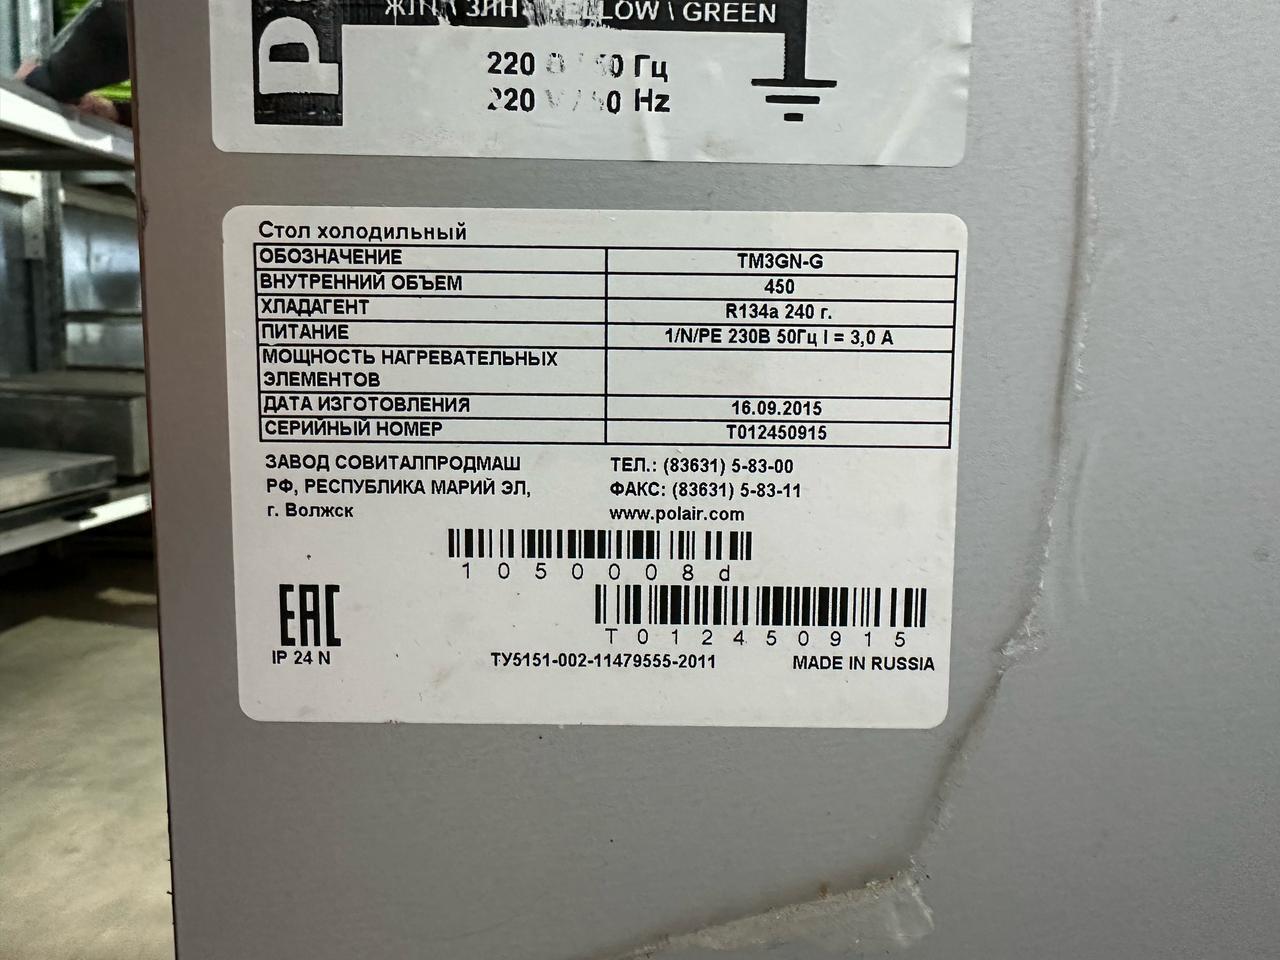 ЖЛТ \ ЗЛН \ YELLOW \ GREEN
220 В / 50 Гц
220 V / 50 Hz
Стол холодильный
ОБОЗНАЧЕНИЕ TM3GN-G
ВНУТРЕННИЙ ОБЪЕМ 450
ХЛАДАГЕНТ R134a 240 г.
ПИТАНИЕ 1/N/PE 230В 50Гц I = 3,0 А
МОЩНОСТЬ НАГРЕВАТЕЛЬНЫХ
ЭЛЕМЕНТОВ
ДАТА ИЗГОТОВЛЕНИЯ 16.09.2015
СЕРИЙНЫЙ НОМЕР T012450915
ЗАВОД СОВИТАЛПРОДМАШ ТЕЛ.: (83631) 5-83-00
РФ, РЕСПУБЛИКА МАРИЙ ЭЛ, ФАКС: (83631) 5-83-11
г. Волжск www.polair.com
1050008d
T012450915
EAC
IP 24 N ТУ5151-002-11479555-2011 MADE IN RUSSIA